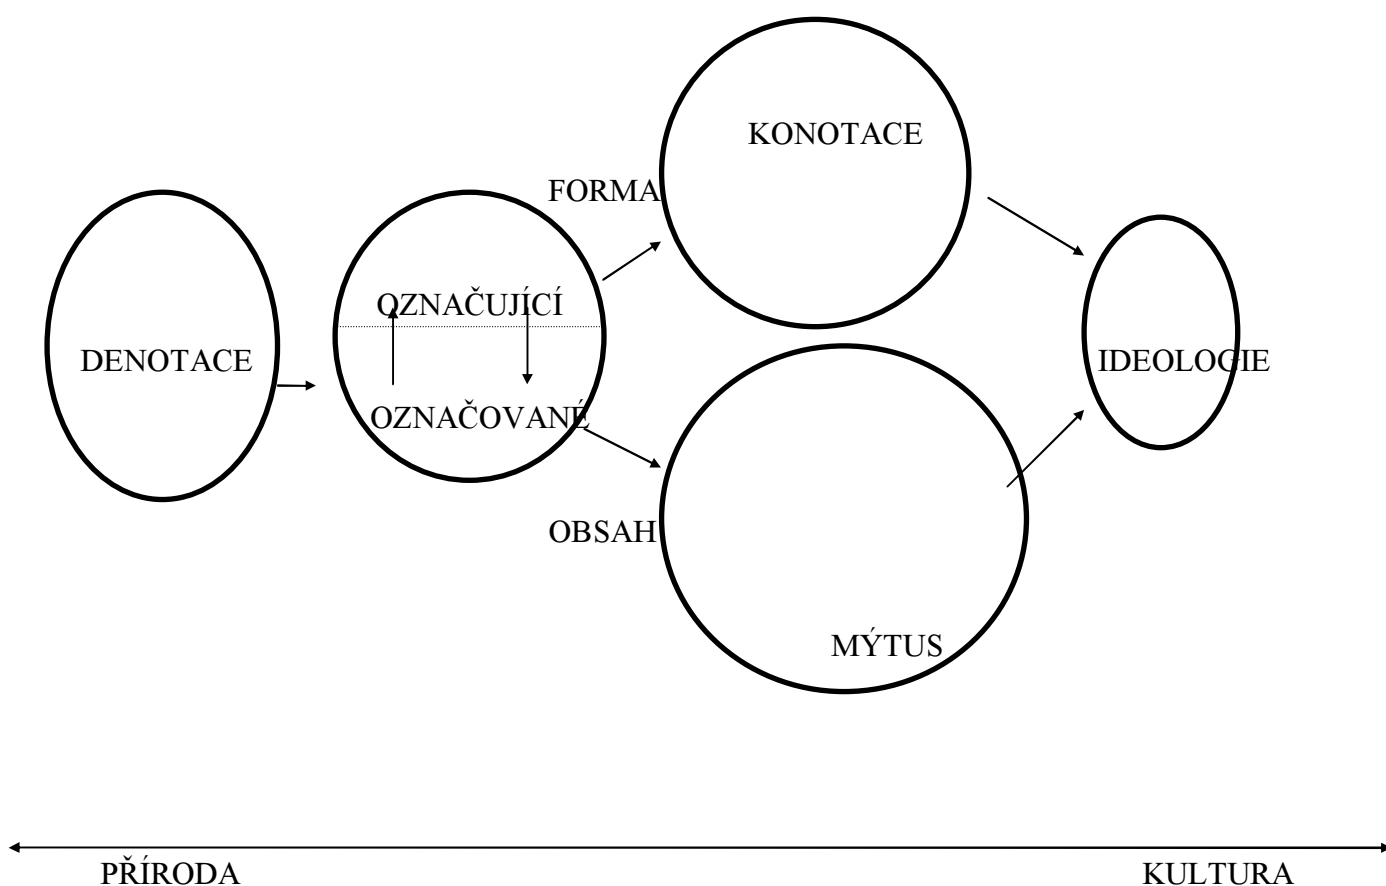 KONOTACE
FORMA
OZNAČUJÍCÍ
DENOTACE
IDEOLOGIE
OZNAČOVANÉ
OBSAH
MÝTUS
PŘÍRODA
KULTURA